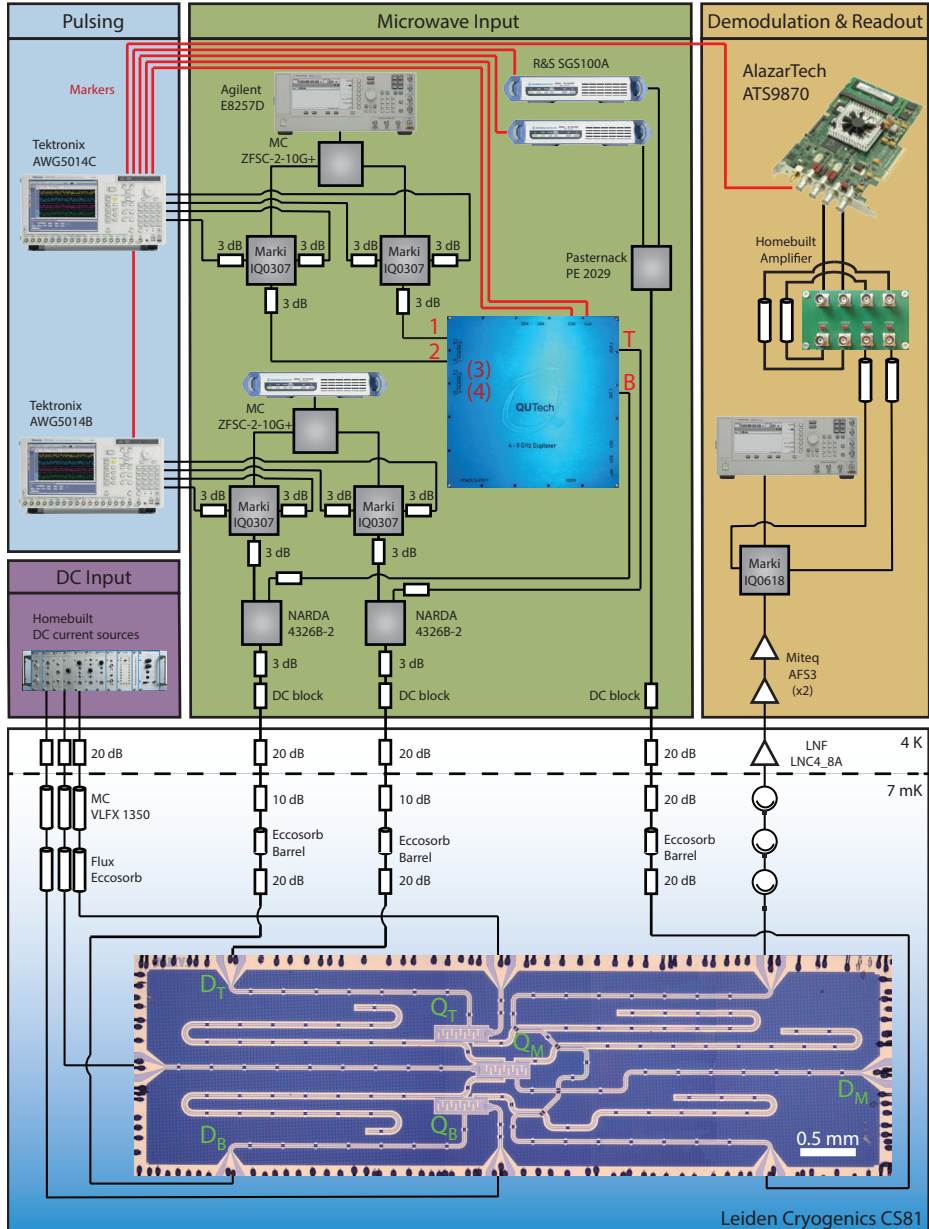 Pulsing
Microwave Input
Demodulation & Readout
Markers
Tektronix
AWG5014C
Agilent
E8257D
R&S SGS100A
AlazarTech
ATS9870
MC
ZFSC-2-10G+
3 dB
Marki
IQ0307
3 dB
3 dB
Marki
IQ0307
3 dB
3 dB
3 dB
Pasternack
PE 2029
Homebuilt
Amplifier
1
2
(3)
(4)
T
B
QUTech
4 - 8 GHz Duplexer
MC
ZFSC-2-10G+
Tektronix
AWG5014B
3 dB
Marki
IQ0307
3 dB
3 dB
Marki
IQ0307
3 dB
3 dB
3 dB
Marki
IQ0618
NARDA
4326B-2
NARDA
4326B-2
3 dB
3 dB
DC block
DC block
DC block
Miteq
AFS3
(x2)
DC Input
Homebuilt
DC current sources
20 dB
20 dB
20 dB
20 dB
LNF
LNC4_8A
4 K
7 mK
MC
VLFX 1350
10 dB
10 dB
20 dB
Flux
Eccosorb
Eccosorb
Barrel
Eccosorb
Barrel
Eccosorb
Barrel
20 dB
20 dB
20 dB
DT
QT
QM
DM
DB
QB
0.5 mm
Leiden Cryogenics CS81